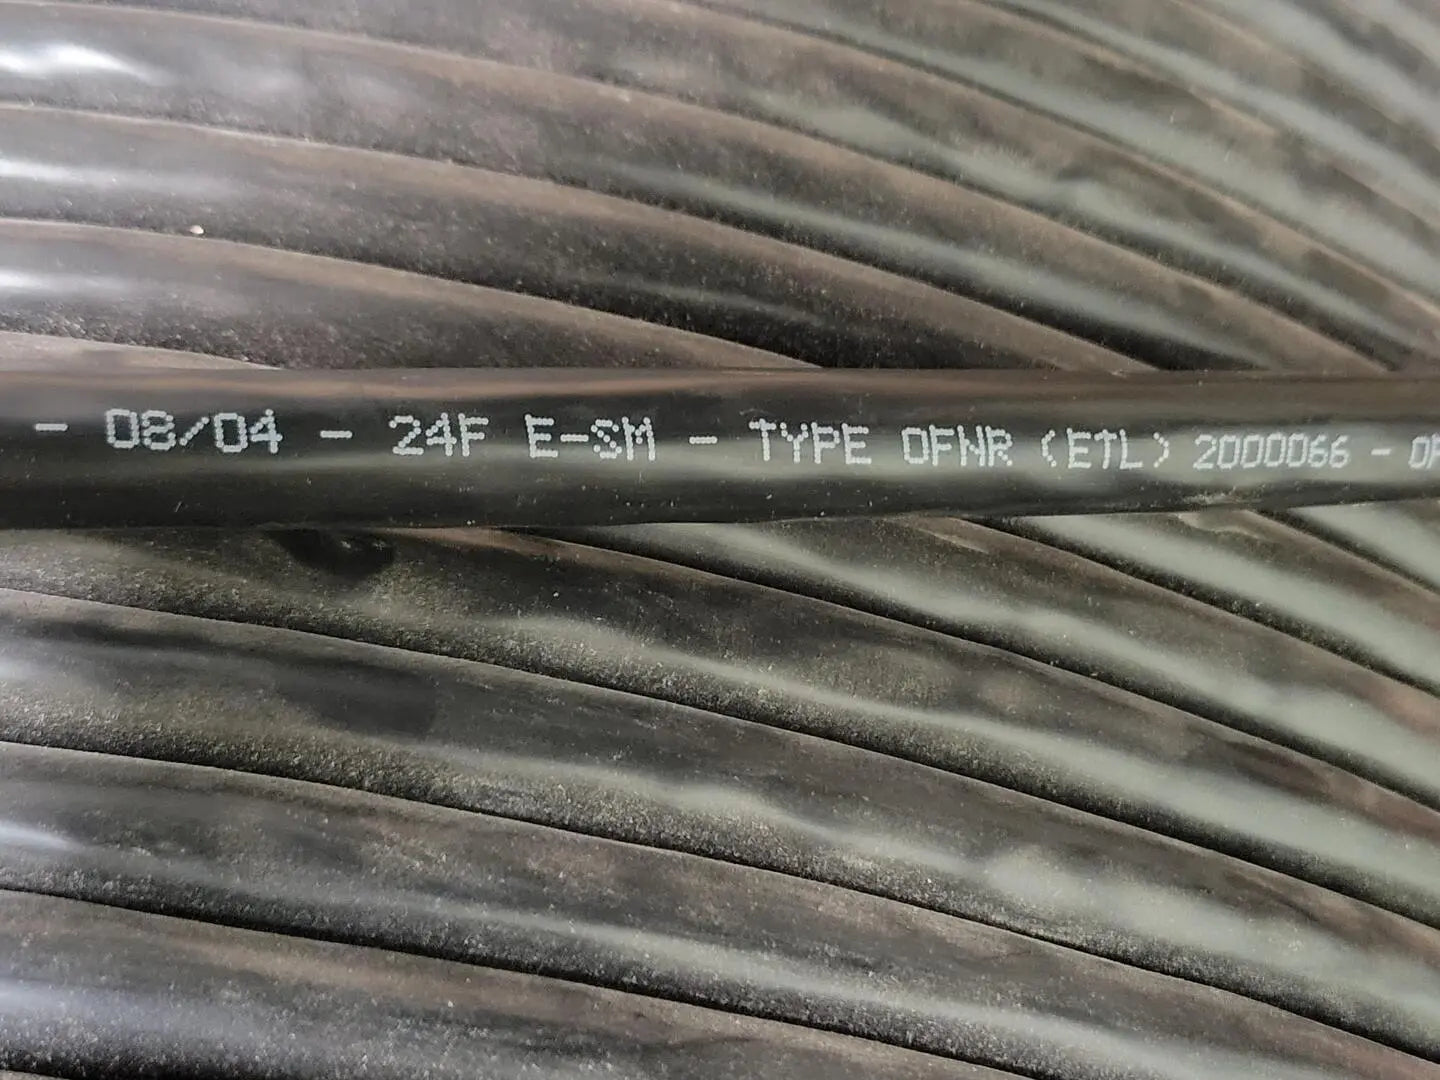 - 08/04 - 24F E-SM - TYPE OFNR (ETL) 2000066 -